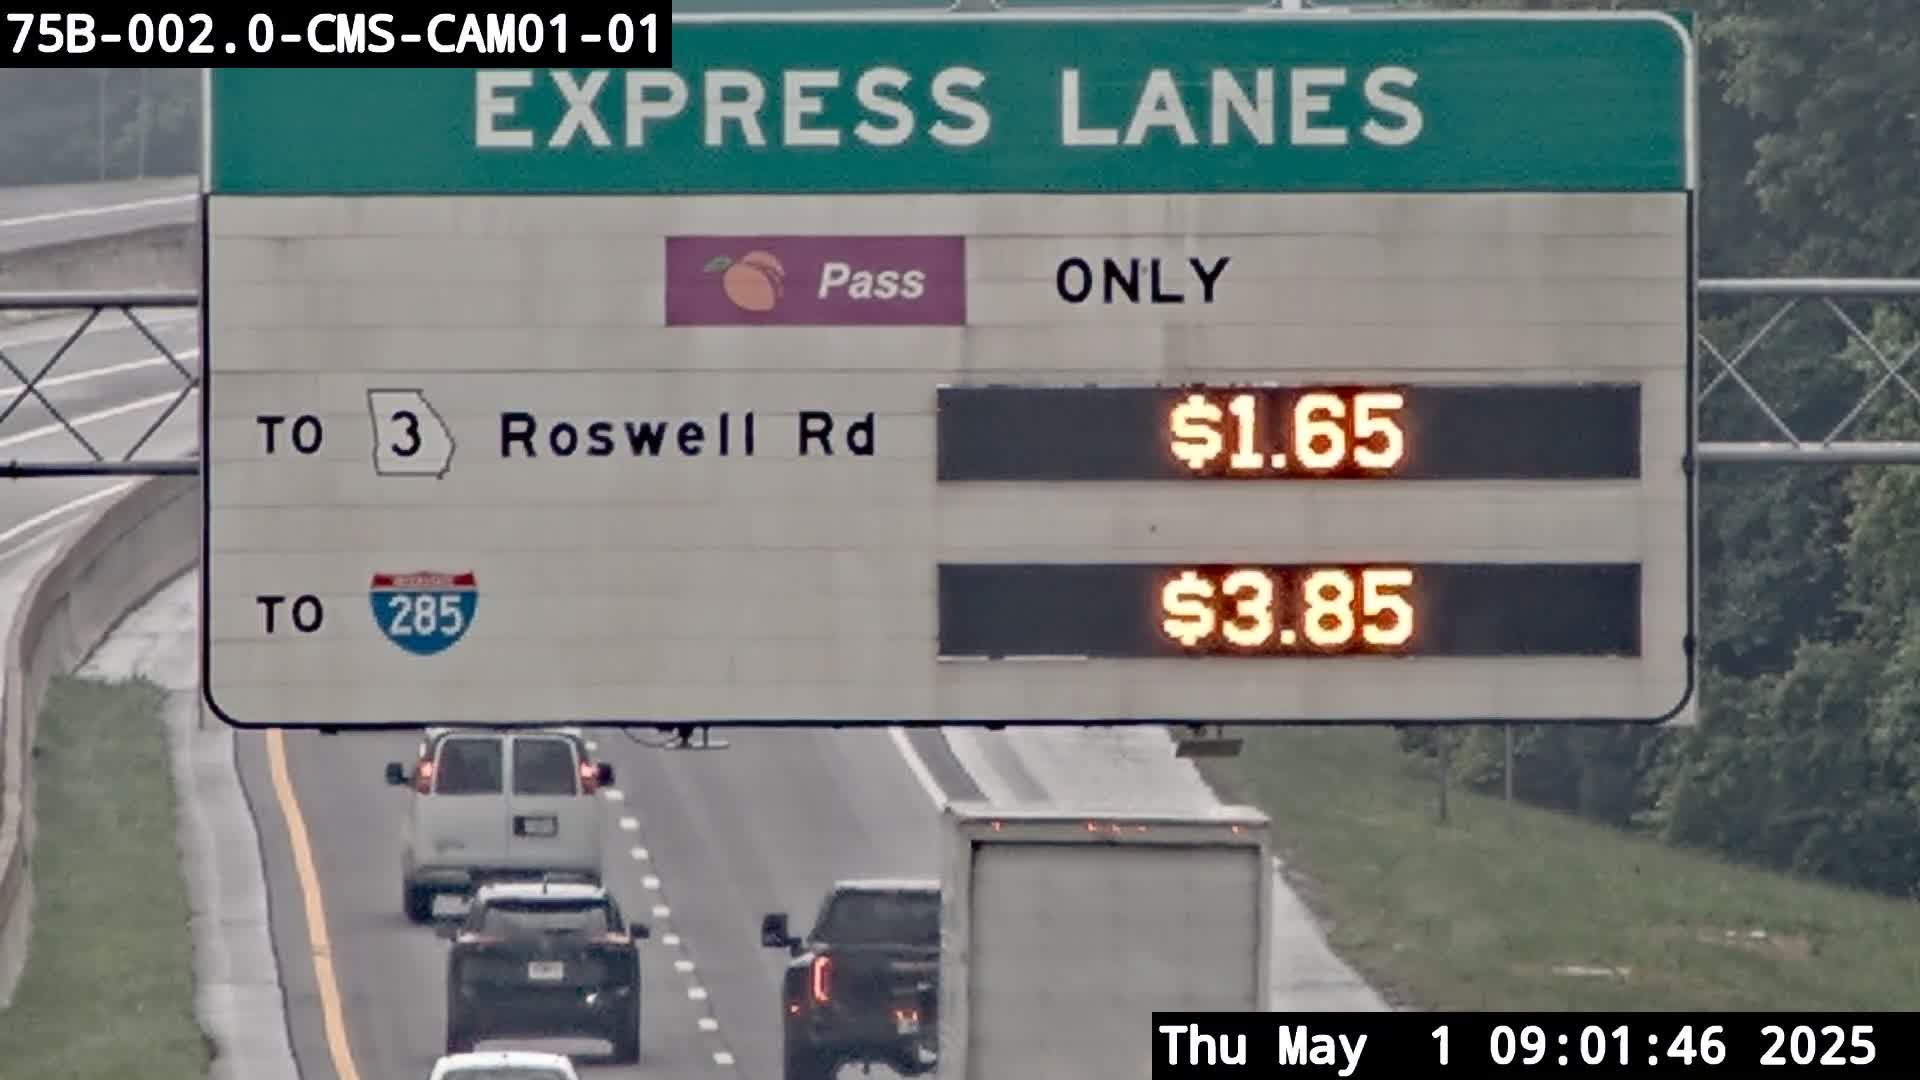 75B-002.0-CMS-CAM01-01
EXPRESS LANES
Pass ONLY
TO 3 Roswell Rd $1.65
TO 285 $3.85
Thu May 1 09:01:46 2025